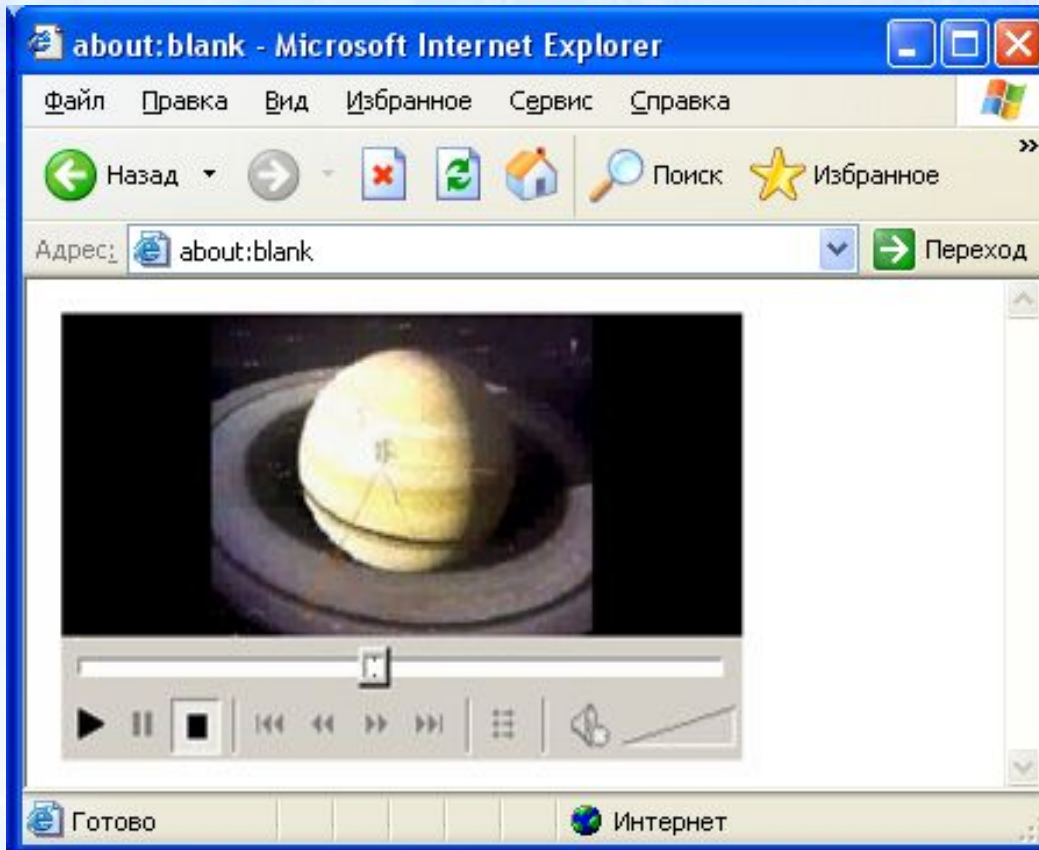 about:blank - Microsoft Internet Explorer
Файл Правка Вид Избранное Сервис Справка
Назад Поиск Избранное
Адрес: about:blank Переход
Готово Интернет